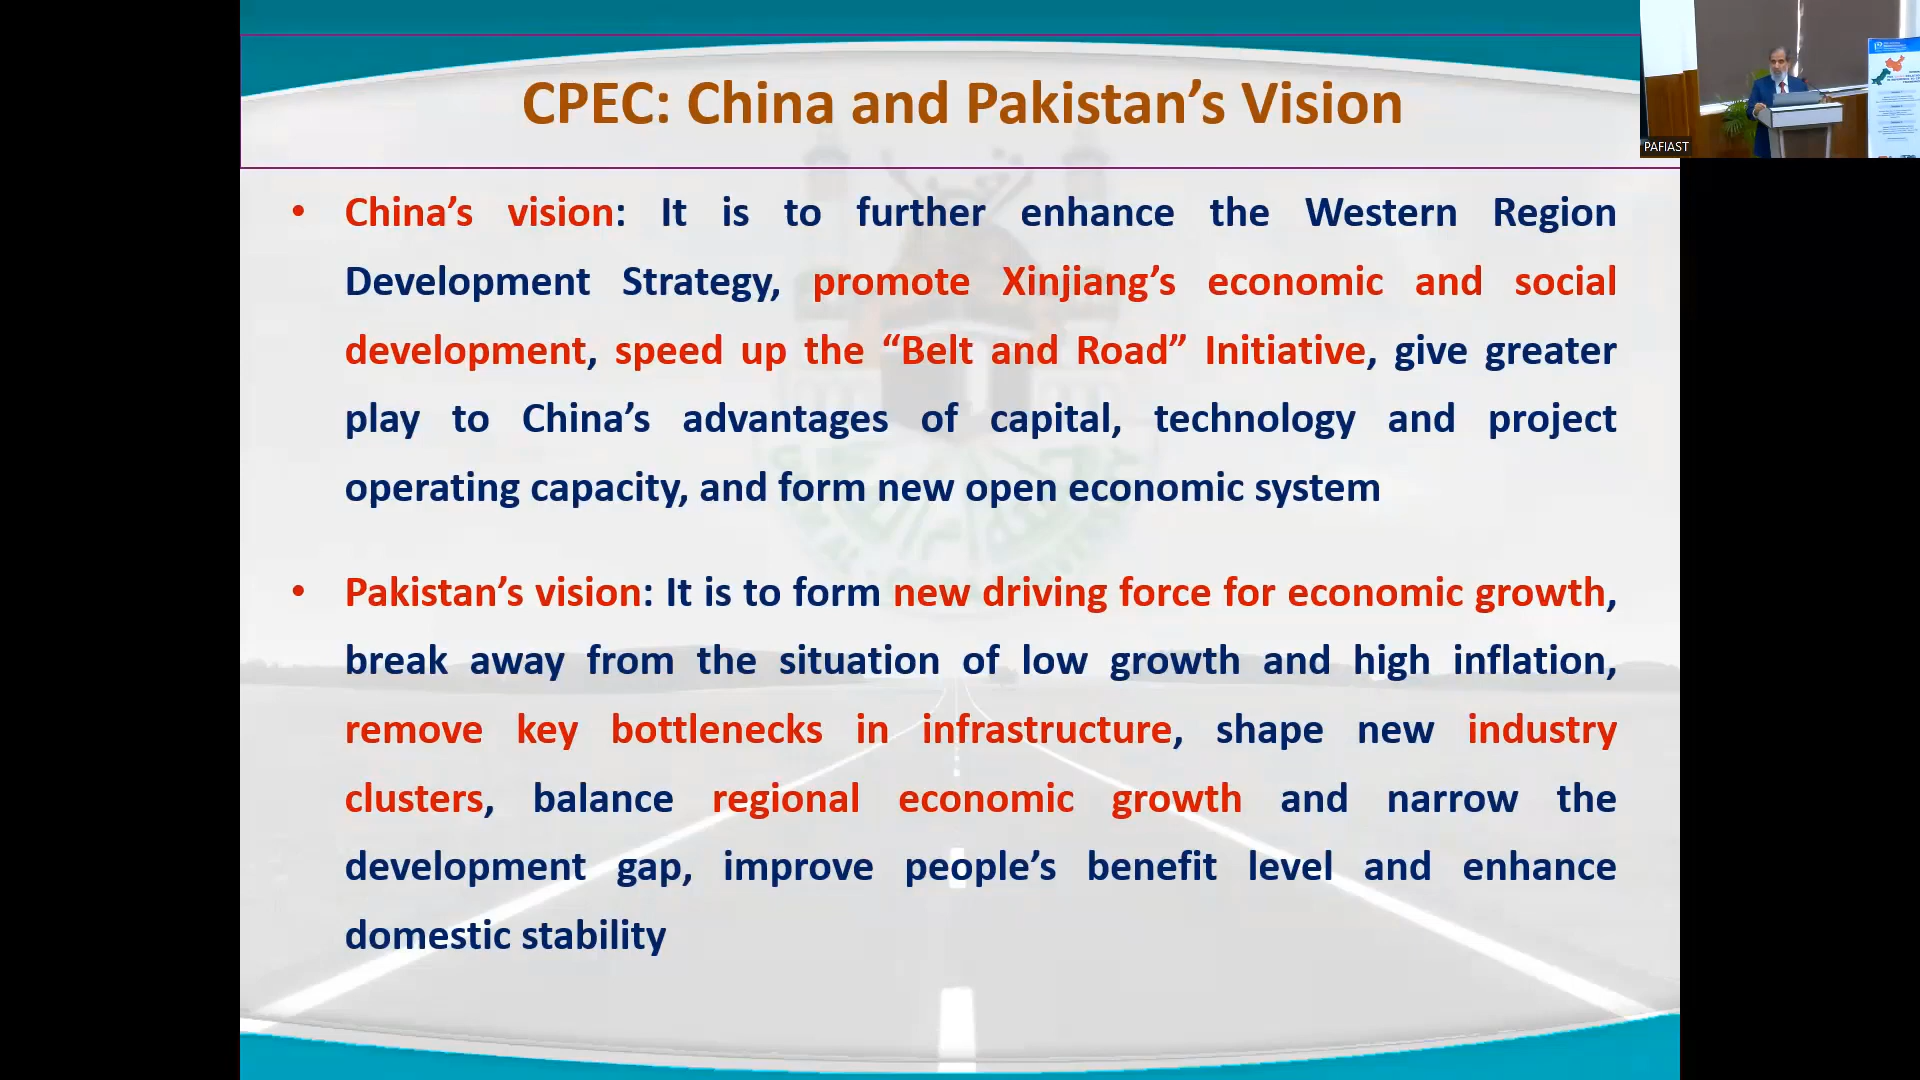 CPEC: China and Pakistan’s Vision
PAFIAST
• China’s vision: It is to further enhance the Western Region
Development Strategy, promote Xinjiang’s economic and social
development, speed up the “Belt and Road” Initiative, give greater
play to China’s advantages of capital, technology and project
operating capacity, and form new open economic system
• Pakistan’s vision: It is to form new driving force for economic growth,
break away from the situation of low growth and high inflation,
remove key bottlenecks in infrastructure, shape new industry
clusters, balance regional economic growth and narrow the
development gap, improve people’s benefit level and enhance
domestic stability